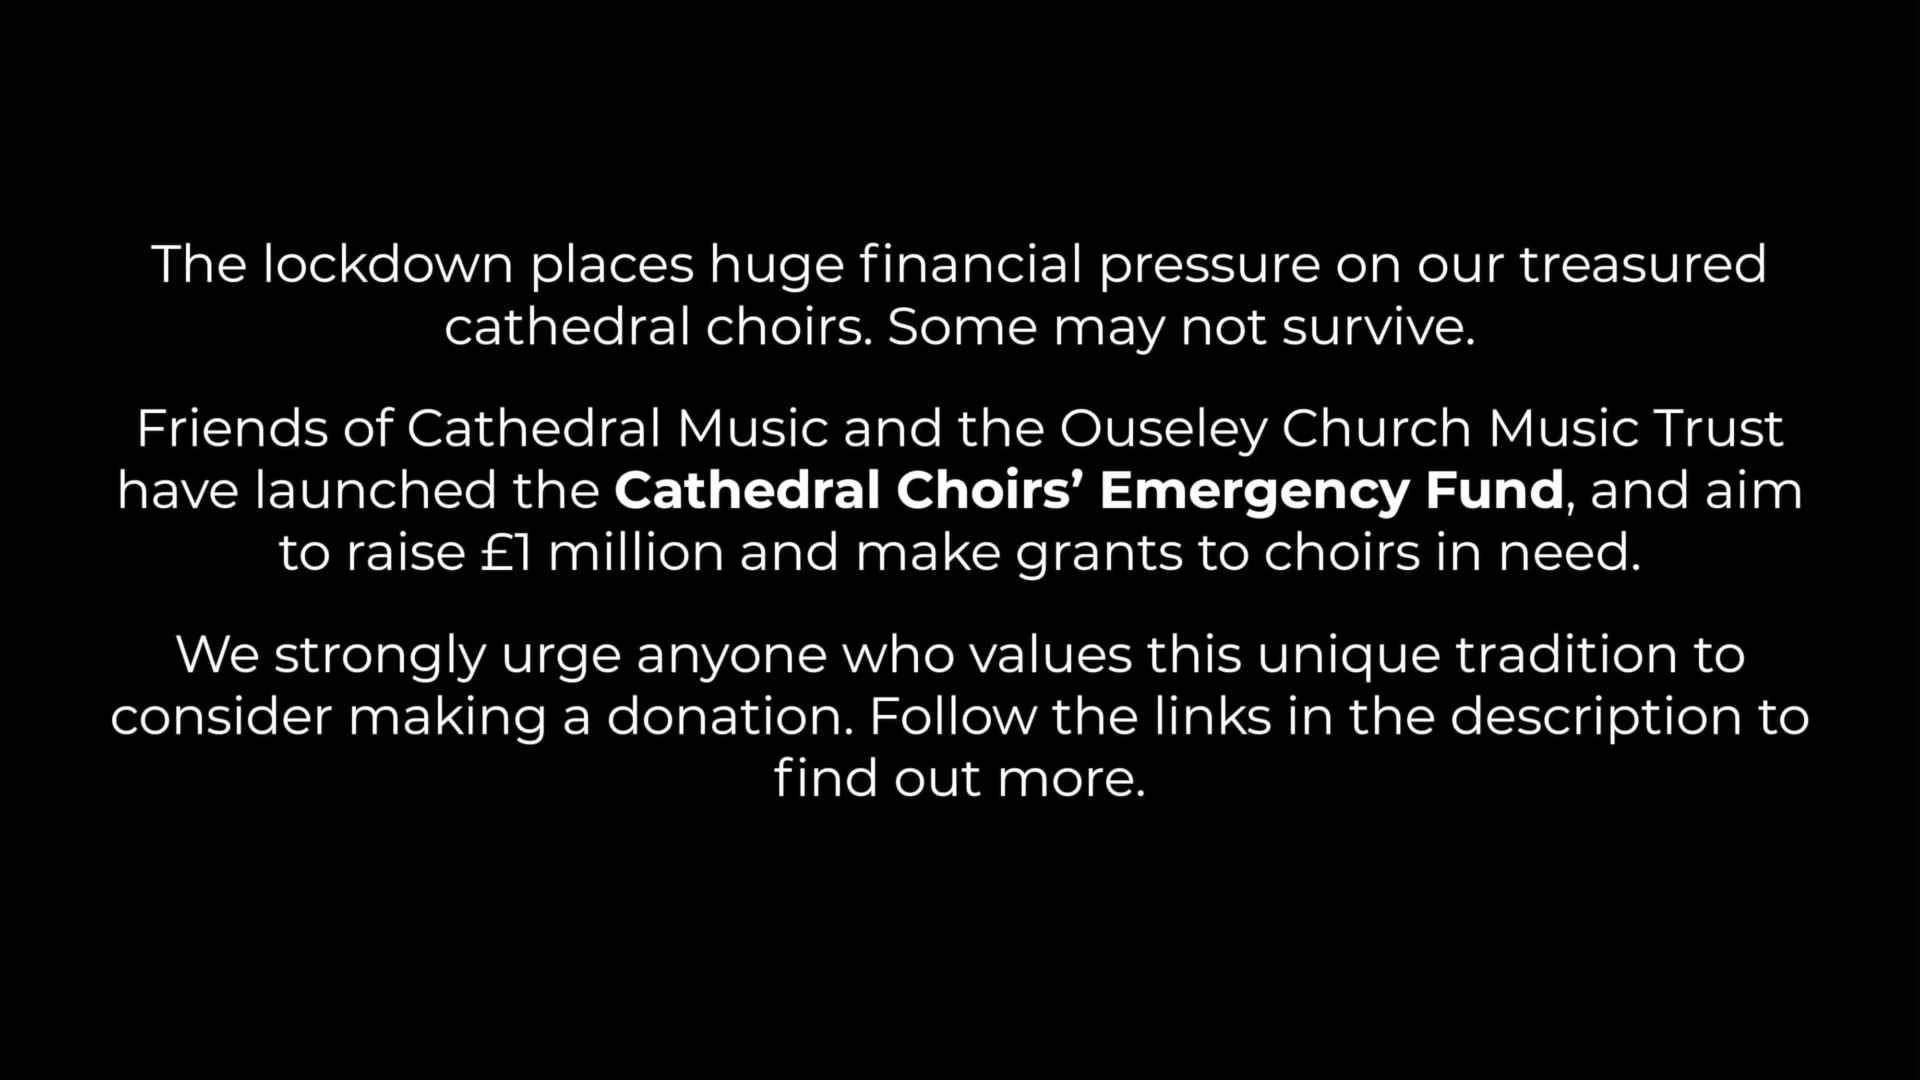 The lockdown places huge financial pressure on our treasured
cathedral choirs. Some may not survive.
Friends of Cathedral Music and the Ouseley Church Music Trust
have launched the Cathedral Choirs’ Emergency Fund, and aim
to raise £1 million and make grants to choirs in need.
We strongly urge anyone who values this unique tradition to
consider making a donation. Follow the links in the description to
find out more.